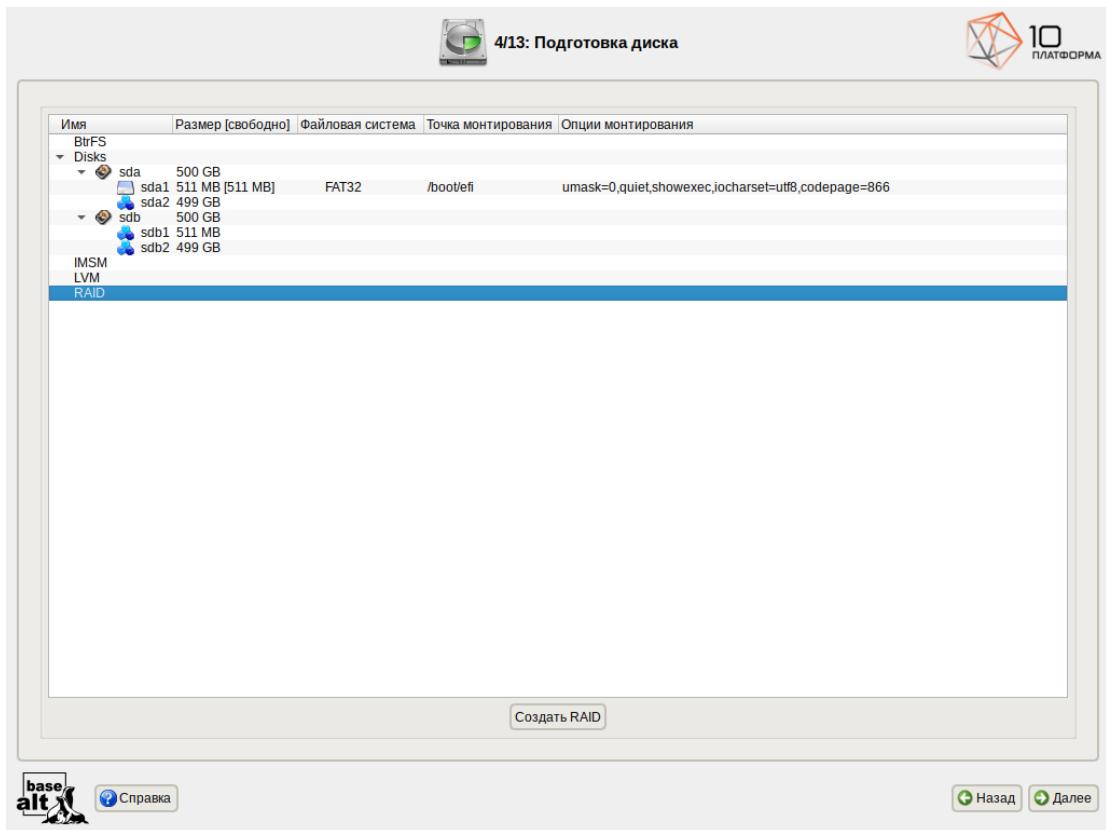 4/13: Подготовка диска
10
ПЛАТФОРМА
Имя Размер [свободно] Файловая система Точка монтирования Опции монтирования
BtrFS
Disks
sda 500 GB
sda1 511 MB [511 MB] FAT32 /boot/efi umask=0,quiet,showexec,iocharset=utf8,codepage=866
sda2 499 GB
sdb 500 GB
sdb1 511 MB
sdb2 499 GB
IMSM
LVM
RAID
Создать RAID
base
alt
Справка Назад Далее